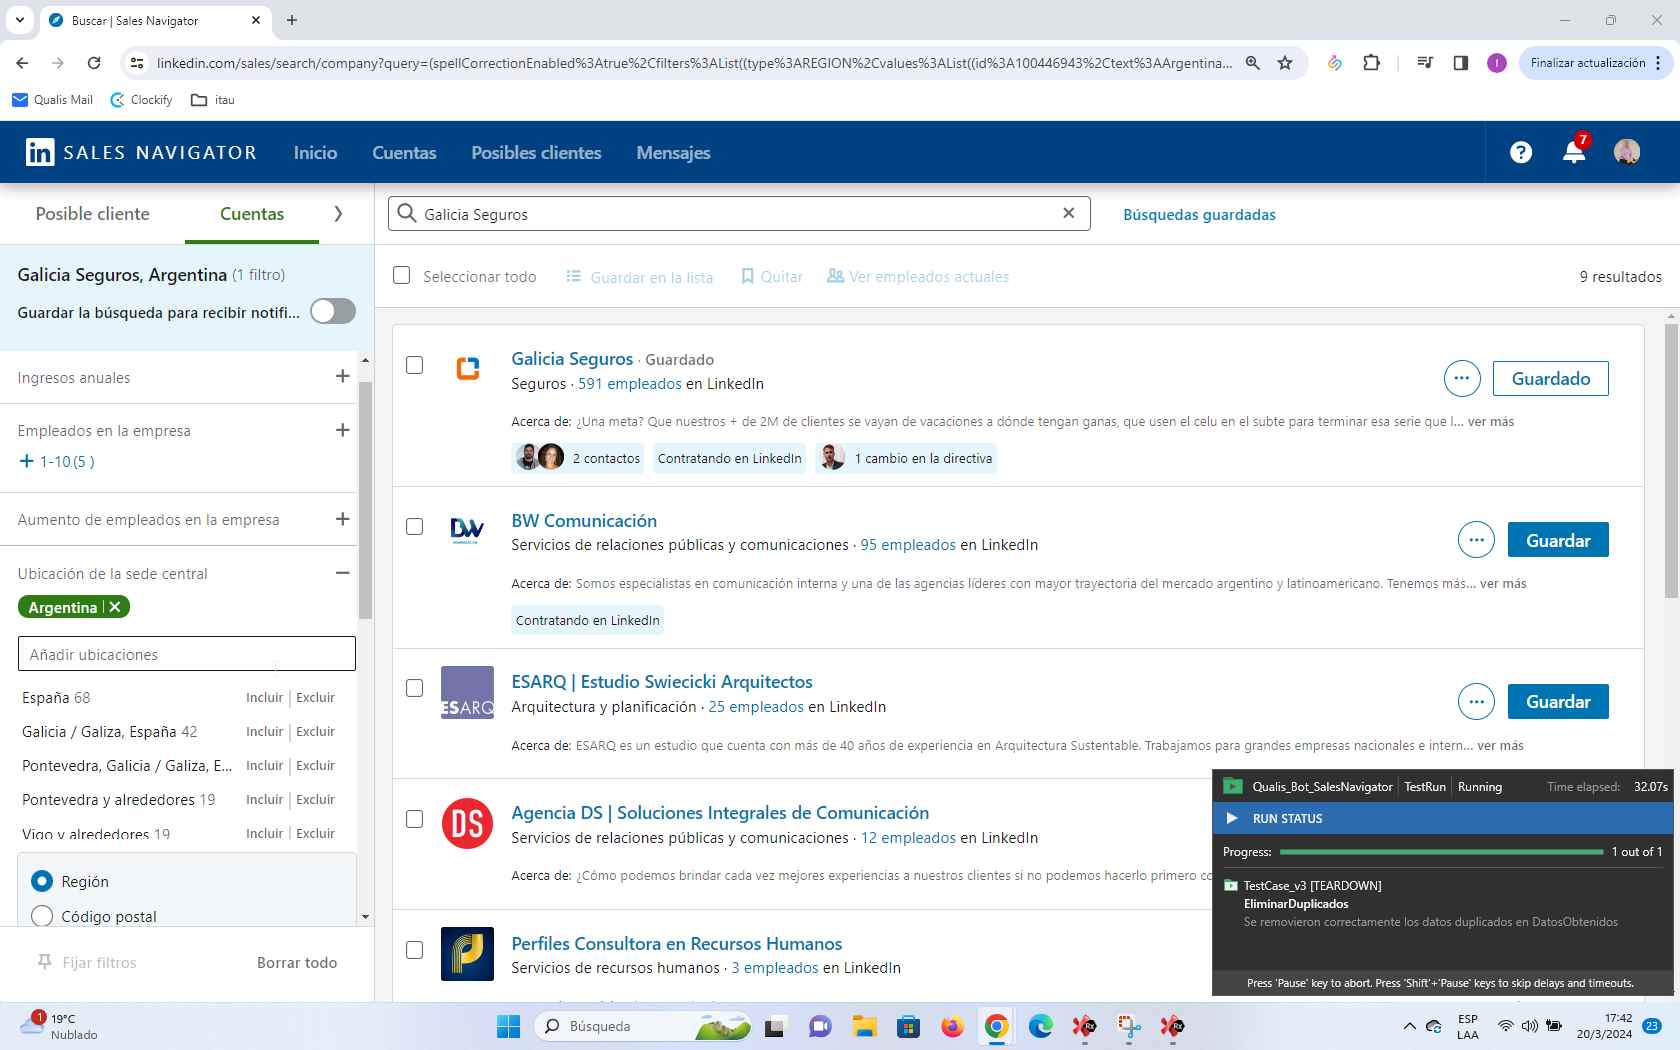 Buscar | Sales Navigator
linkedin.com/sales/search/company?query=(spellCorrectionEnabled%3Atrue%2Cfilters%3AList((type%3AREGION%2Cvalues%3AList((id%3A100446943%2Ctext%3AArgentina...
I
Finalizar actualización
Qualis Mail
Clockify
itau
in SALES NAVIGATOR
Inicio
Cuentas
Posibles clientes
Mensajes
7
Posible cliente
Cuentas
Galicia Seguros
Búsquedas guardadas
Galicia Seguros, Argentina (1 filtro)
Guardar la búsqueda para recibir notifi...
Seleccionar todo
Guardar en la lista
Quitar
Ver empleados actuales
9 resultados
Ingresos anuales
Empleados en la empresa
1-10 (5 )
Aumento de empleados en la empresa
Ubicación de la sede central
Argentina
Añadir ubicaciones
España 68 Incluir Excluir
Galicia / Galiza, España 42 Incluir Excluir
Pontevedra, Galicia / Galiza, E... Incluir Excluir
Pontevedra y alrededores 19 Incluir Excluir
Vigo y alrededores 19 Incluir Excluir
Región
Código postal
Fijar filtros
Borrar todo
Galicia Seguros · Guardado
Seguros · 591 empleados en LinkedIn
Guardado
Acerca de: ¿Una meta? Que nuestros + de 2M de clientes se vayan de vacaciones a dónde tengan ganas, que usen el celu en el subte para terminar esa serie que l... ver más
2 contactos
Contratando en LinkedIn
1 cambio en la directiva
BW Comunicación
Servicios de relaciones públicas y comunicaciones · 95 empleados en LinkedIn
Guardar
Acerca de: Somos especialistas en comunicación interna y una de las agencias líderes con mayor trayectoria del mercado argentino y latinoamericano. Tenemos más... ver más
Contratando en LinkedIn
ESARQ
ESARQ | Estudio Swiecicki Arquitectos
Arquitectura y planificación · 25 empleados en LinkedIn
Guardar
Acerca de: ESARQ es un estudio que cuenta con más de 40 años de experiencia en Arquitectura Sustentable. Trabajamos para grandes empresas nacionales e intern... ver más
DS
Agencia DS | Soluciones Integrales de Comunicación
Servicios de relaciones públicas y comunicaciones · 12 empleados en LinkedIn
Acerca de: ¿Cómo podemos brindar cada vez mejores experiencias a nuestros clientes si no podemos hacerlo primero co
Perfiles Consultora en Recursos Humanos
Servicios de recursos humanos · 3 empleados en LinkedIn
Qualis_Bot_SalesNavigator TestRun Running Time elapsed: 32.07s
RUN STATUS
Progress: 1 out of 1
TestCase_v3 [TEARDOWN]
EliminarDuplicados
Se removieron correctamente los datos duplicados en DatosObtenidos
Press 'Pause' key to abort. Press 'Shift'+'Pause' keys to skip delays and timeouts.
1
19°C
Nublado
Búsqueda
Rx
Rx
ESP
LAA
17:42
20/3/2024
23